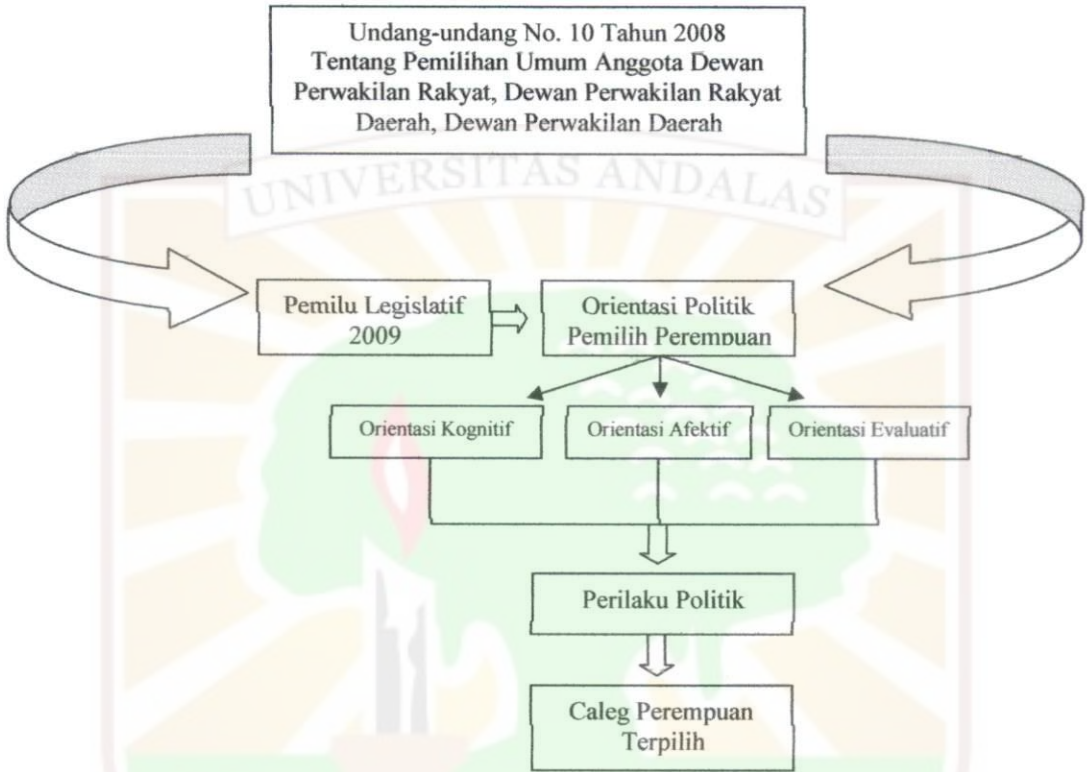 Undang-undang No. 10 Tahun 2008
Tentang Pemilihan Umum Anggota Dewan
Perwakilan Rakyat, Dewan Perwakilan Rakyat
Daerah, Dewan Perwakilan Daerah
UNIVERSITAS ANDALAS
Pemilu Legislatif
2009
Orientasi Politik
Pemilih Perempuan
Orientasi Kognitif
Orientasi Afektif
Orientasi Evaluatif
Perilaku Politik
Caleg Perempuan
Terpilih